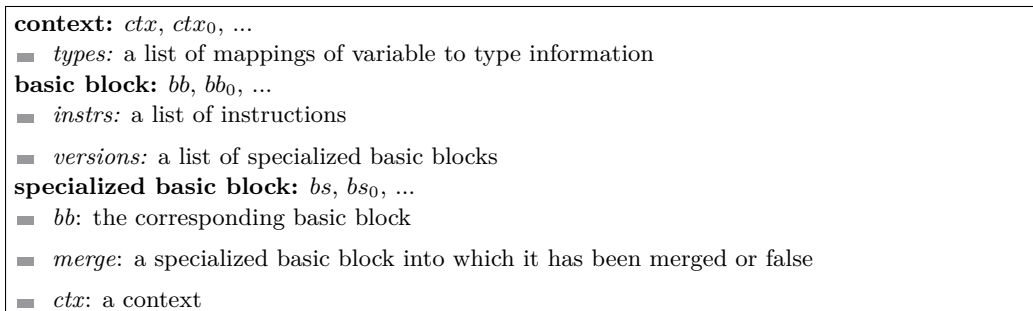 context: ctx, ctx₀, ...
types: a list of mappings of variable to type information
basic block: bb, bb₀, ...
instrs: a list of instructions
versions: a list of specialized basic blocks
specialized basic block: bs, bs₀, ...
bb: the corresponding basic block
merge: a specialized basic block into which it has been merged or false
ctx: a context